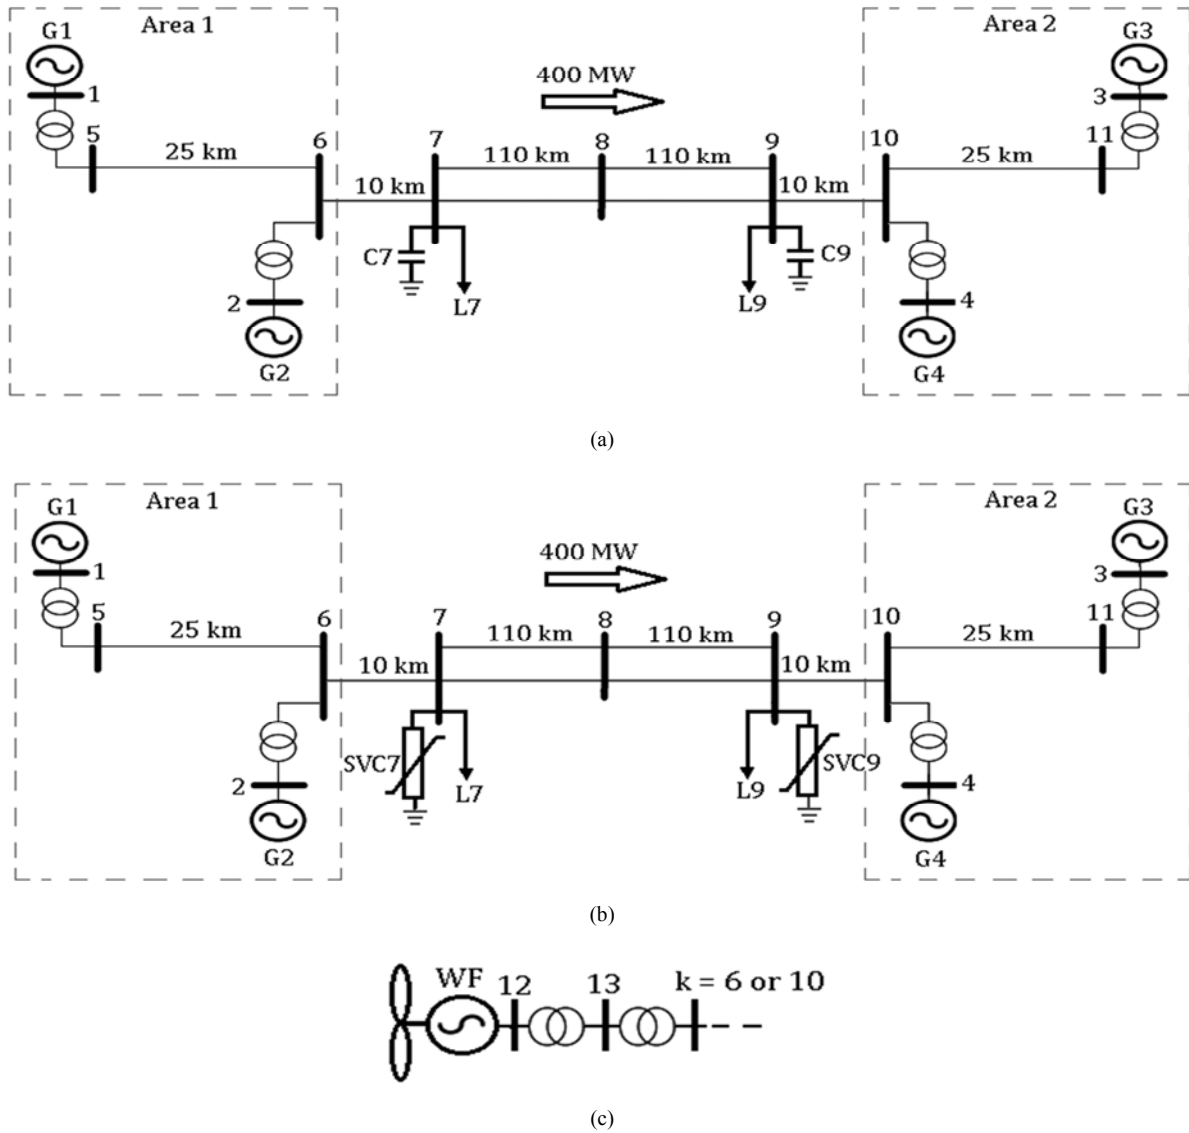 Area 1
Area 2
G1
G3
400 MW
1
3
5
6
7
8
9
10
11
25 km
110 km
110 km
25 km
10 km
10 km
C7
C9
L7
L9
2
4
G2
G4
(a)
Area 1
Area 2
G1
G3
400 MW
1
3
5
6
7
8
9
10
11
25 km
110 km
110 km
25 km
10 km
10 km
SVC7
SVC9
L7
L9
2
4
G2
G4
(b)
WF
12
13
k = 6 or 10
(c)